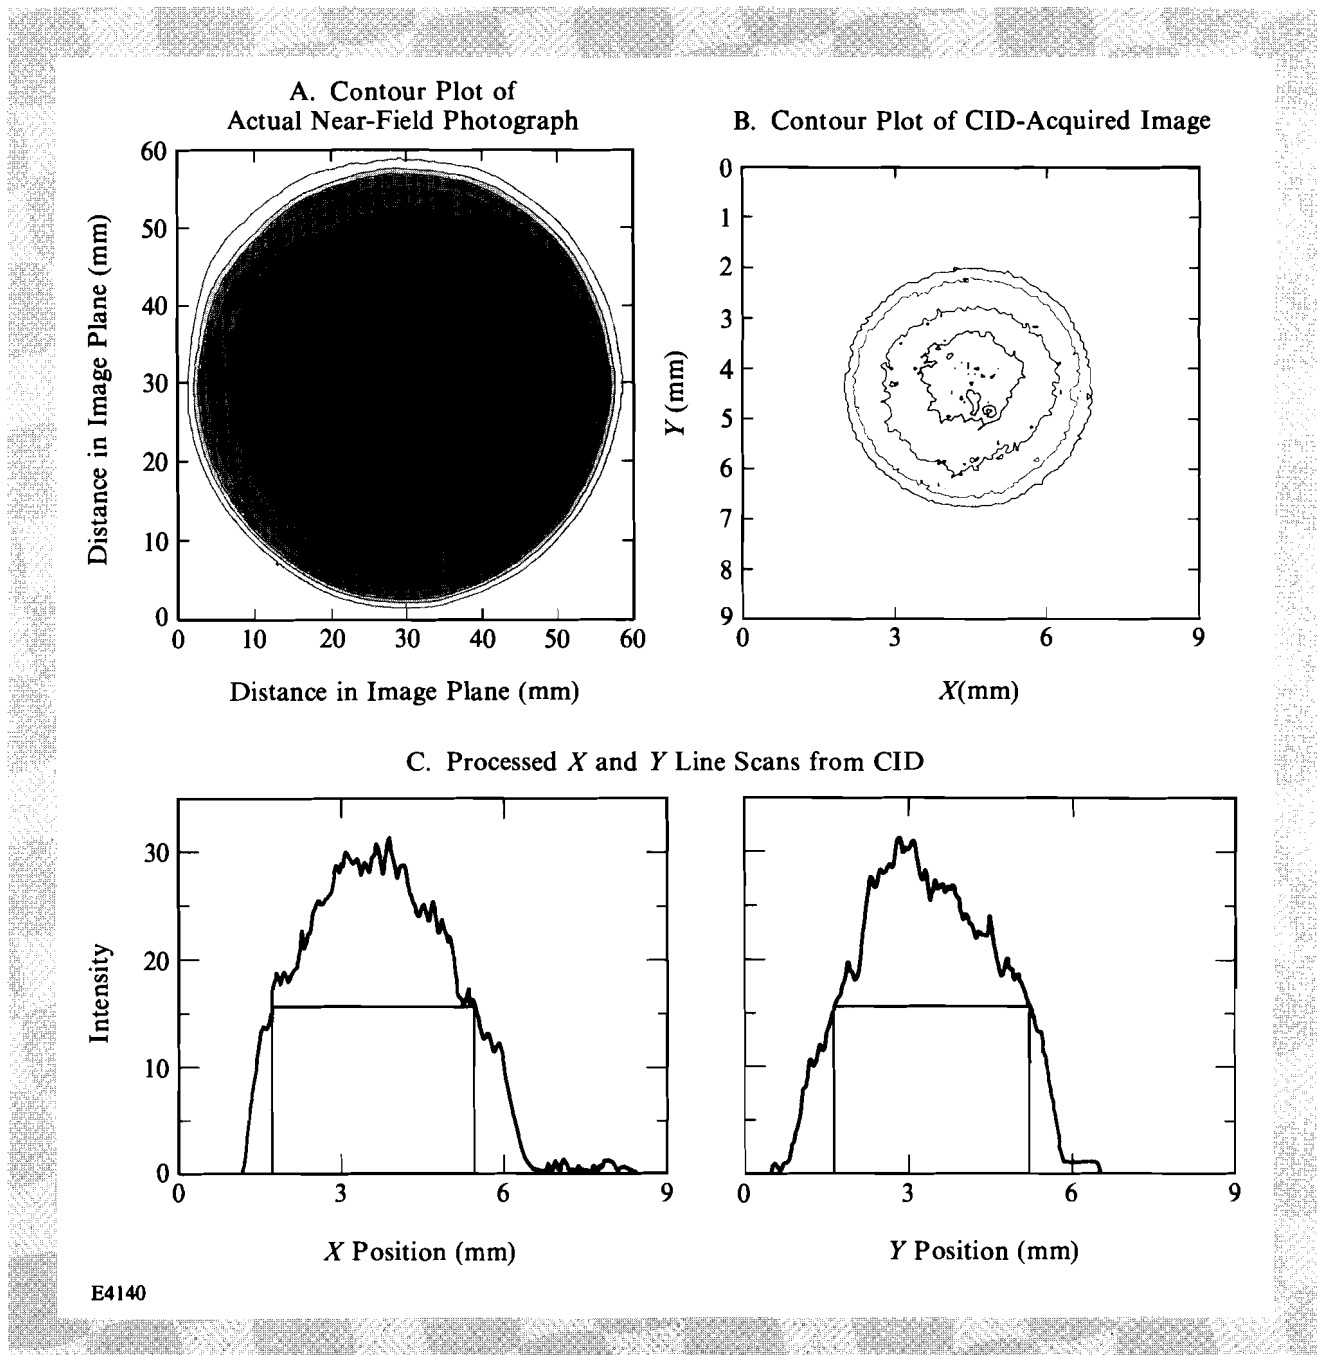 A. Contour Plot of
Actual Near-Field Photograph
60
50
40
30
20
10
0
0 10 20 30 40 50 60
Distance in Image Plane (mm)
Distance in Image Plane (mm)
B. Contour Plot of CID-Acquired Image
0
1
2
3
4
5
6
7
8
9
0 3 6 9
Y (mm)
X(mm)
C. Processed X and Y Line Scans from CID
30
20
10
0
0 3 6 9
Intensity
X Position (mm)
0 3 6 9
Y Position (mm)
E4140